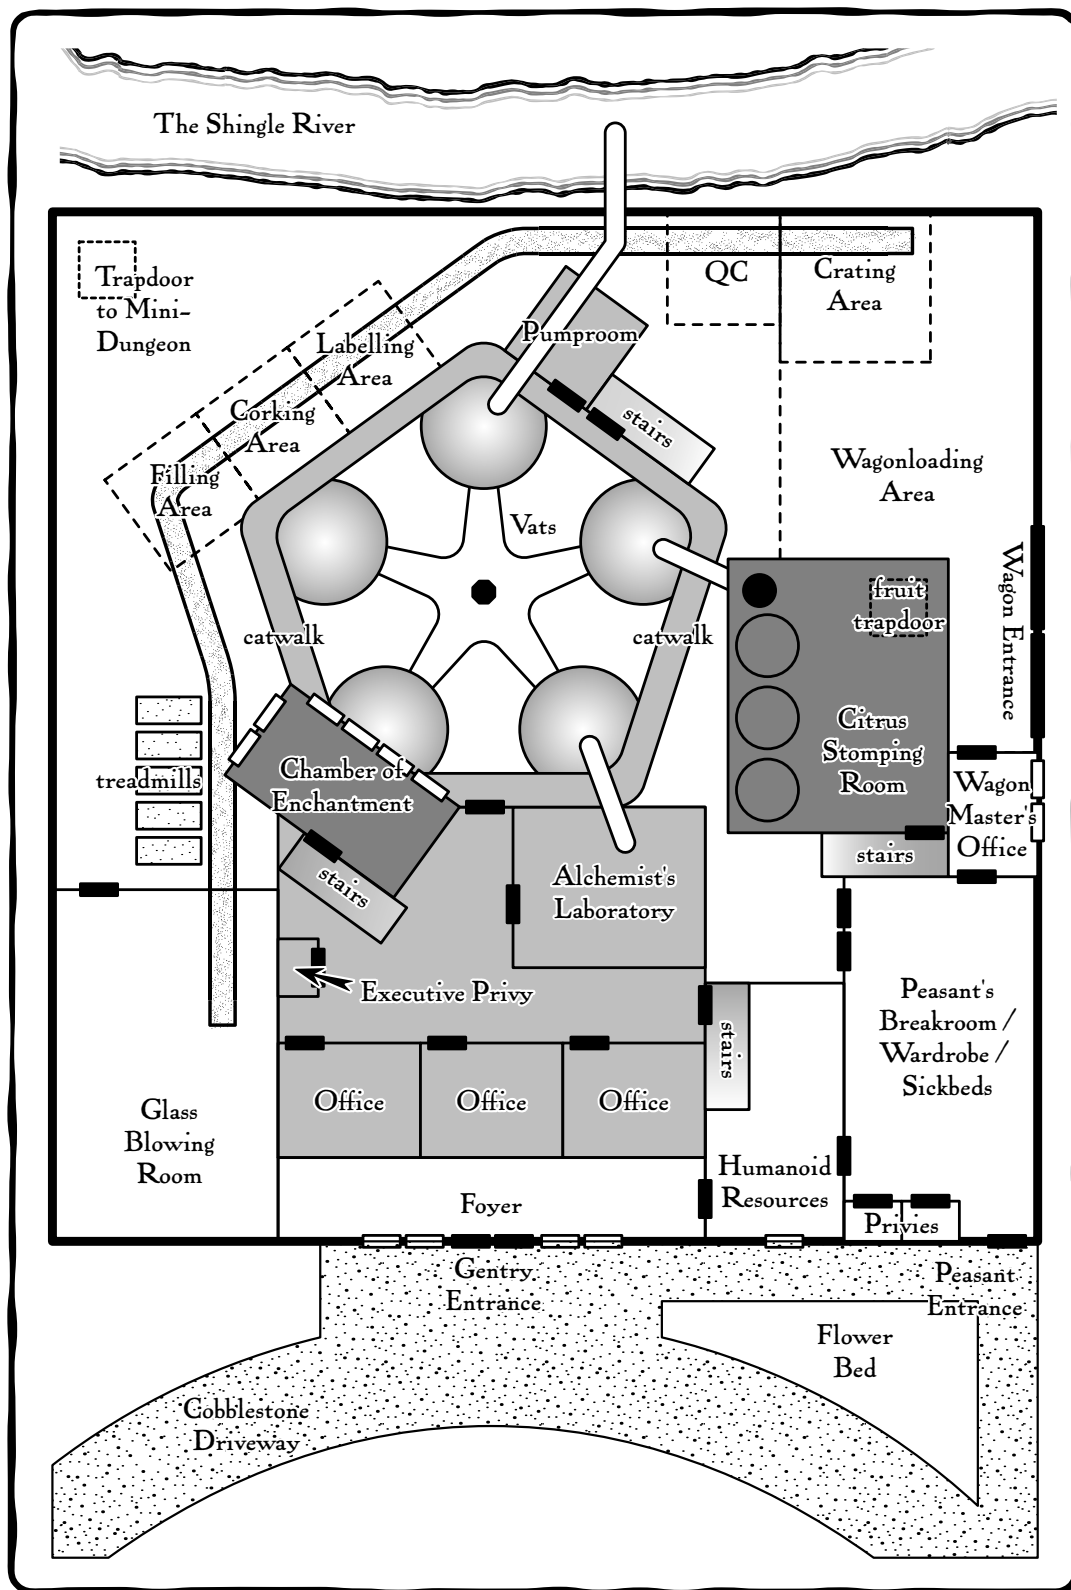 The Shingle River
Trapdoor
to Mini-
Dungeon
QC
Crating
Area
Pumproom
Labelling
Area
Corking
Area
stairs
Filling
Area
Wagonloading
Area
Vats
Wagon Entrance
fruit
trapdoor
catwalk
catwalk
Citrus
Stomping
Room
treadmills
Chamber of
Enchantment
Wagon
Master's
Office
stairs
stairs
Alchemist's
Laboratory
Executive Privy
Peasant's
Breakroom /
Wardrobe /
Sickbeds
stairs
Office
Office
Office
Glass
Blowing
Room
Humanoid
Resources
Foyer
Privies
Gentry
Entrance
Peasant
Entrance
Flower
Bed
Cobblestone
Driveway